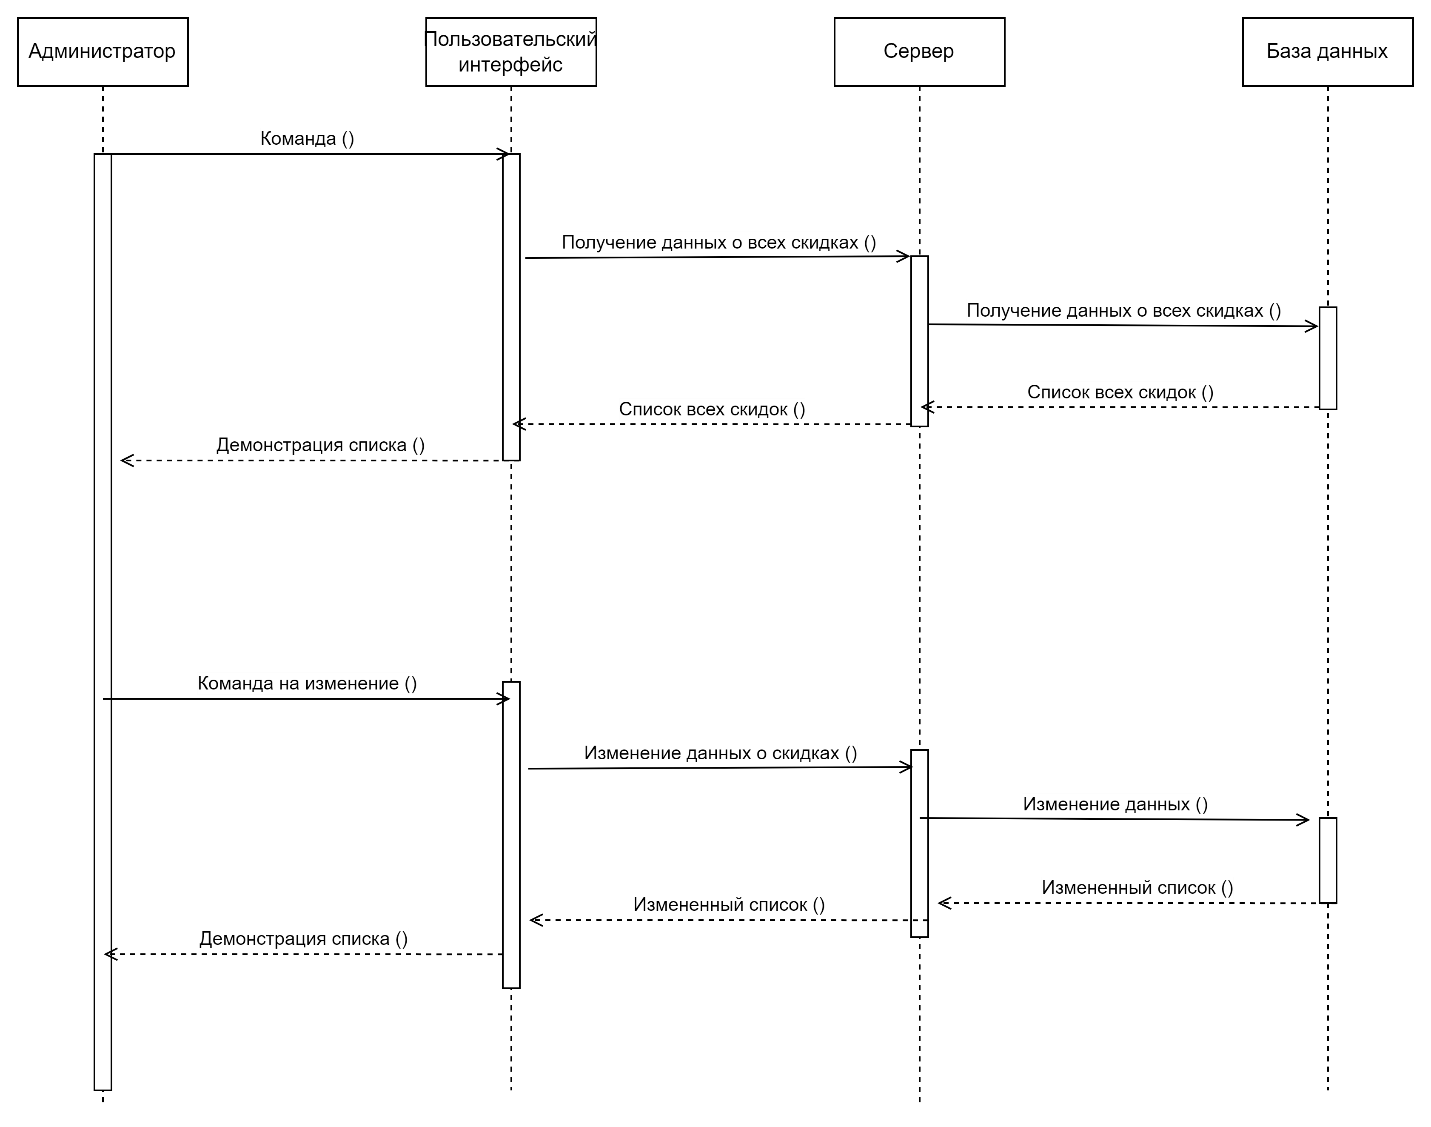 Администратор
Пользовательский
интерфейс
Сервер
База данных
Команда ()
Получение данных о всех скидках ()
Получение данных о всех скидках ()
Список всех скидок ()
Список всех скидок ()
Демонстрация списка ()
Команда на изменение ()
Изменение данных о скидках ()
Изменение данных ()
Измененный список ()
Измененный список ()
Демонстрация списка ()